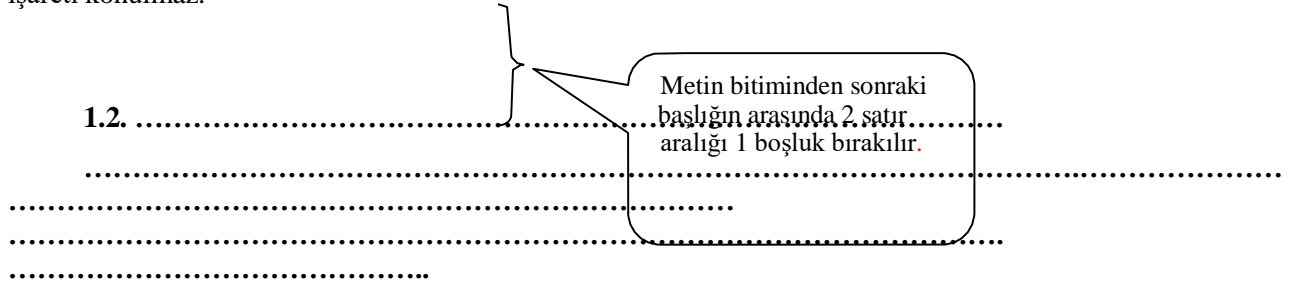 işareti konulmaz.
Metin bitiminden sonraki
1.2. ……………………………………………………………………………
başlığın arasında 2 satır
aralığı 1 boşluk bırakılır.
………………………………………………………………………………………..…………………
………………………………………………………………
……………………………………………………………………………………….
…………………………………..